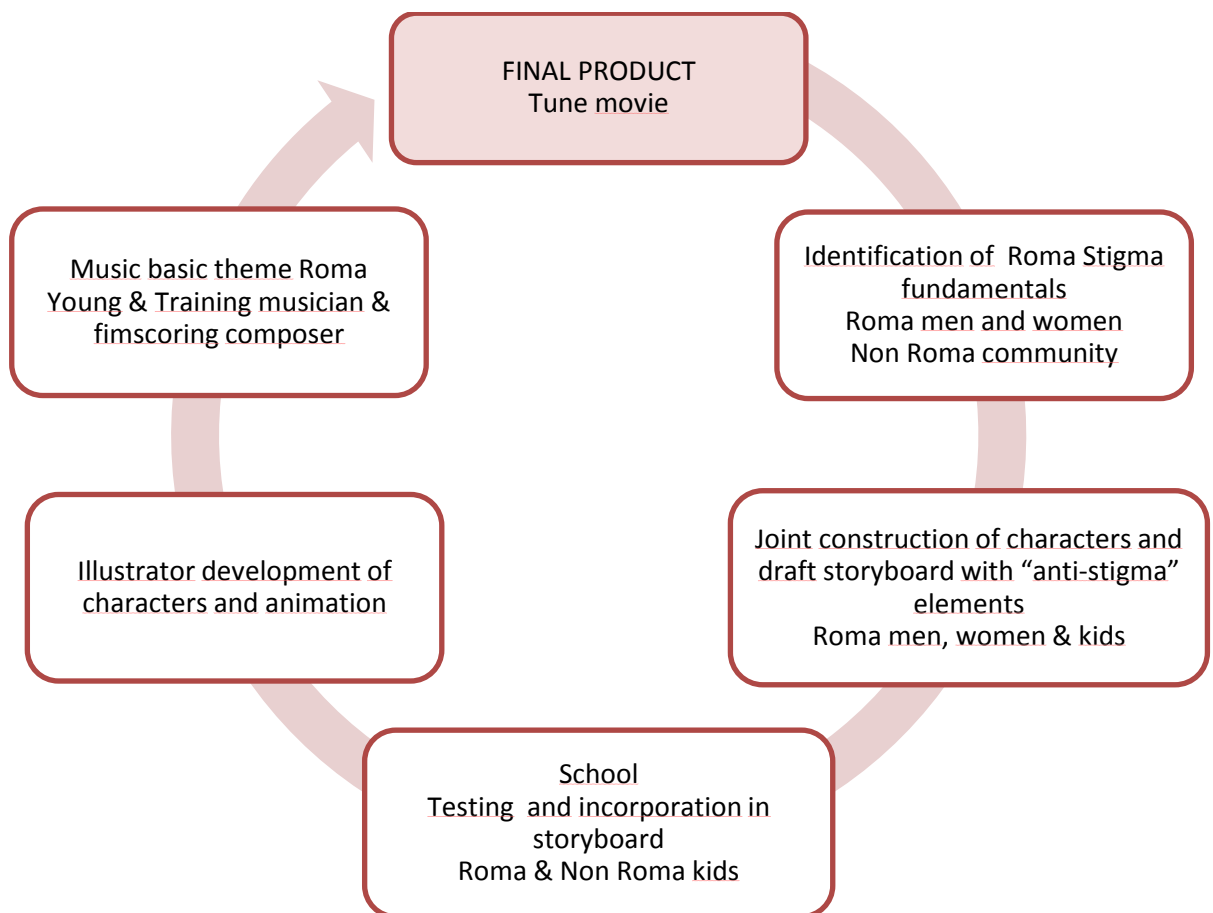 FINAL PRODUCT
Tune movie
Identification of  Roma Stigma
fundamentals
Roma men and women
Non Roma community
Joint construction of characters and
draft storyboard with “anti-stigma”
elements
Roma men, women & kids
School
Testing  and incorporation in
storyboard
Roma & Non Roma kids
Illustrator development of
characters and animation
Music basic theme Roma
Young & Training musician &
fimscoring composer